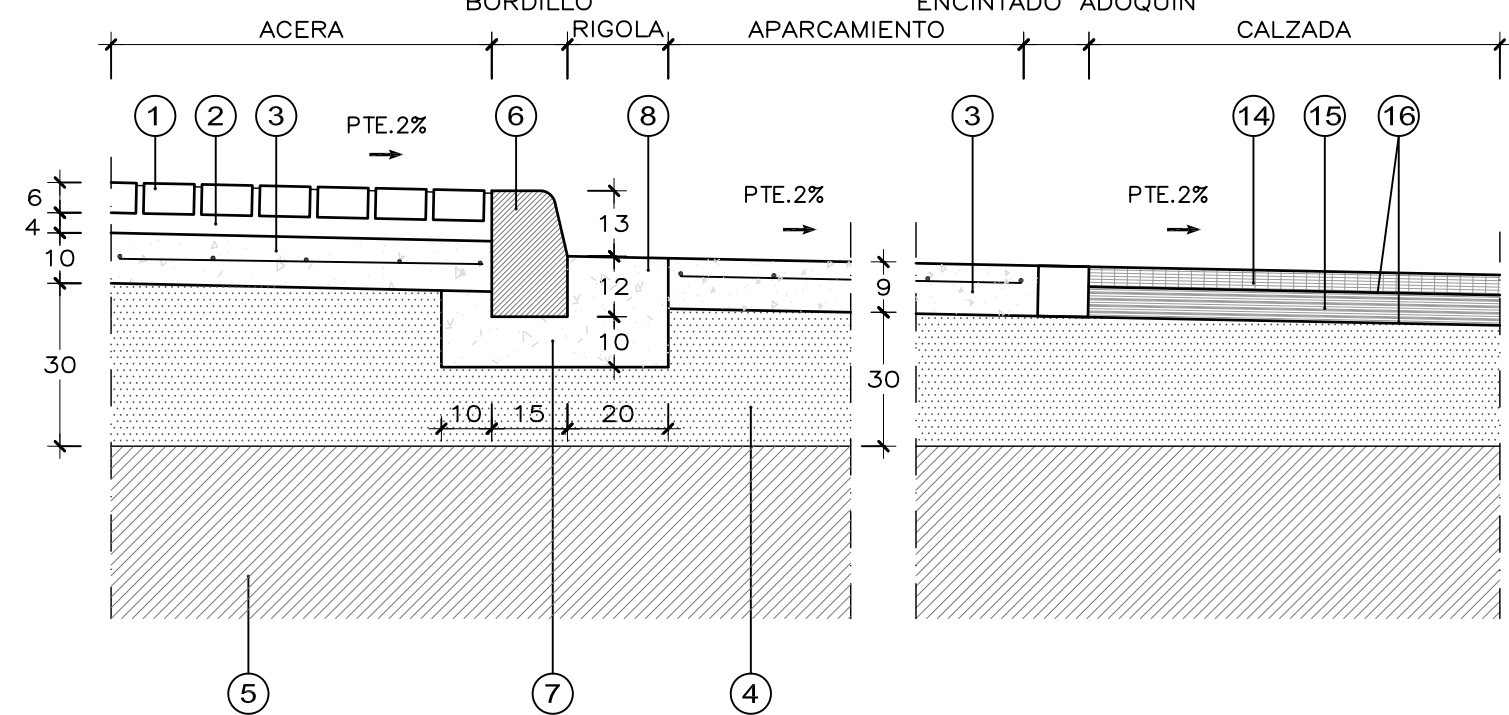 BORDILLO ENCINTADO ADOQUIN
ACERA RIGOLA APARCAMIENTO CALZADA
1 2 3 6 8 3 14 15 16
PTE.2%
PTE.2% PTE.2%
6
4
10
30
13
12
10
9
30
10 15 20
5 7 4